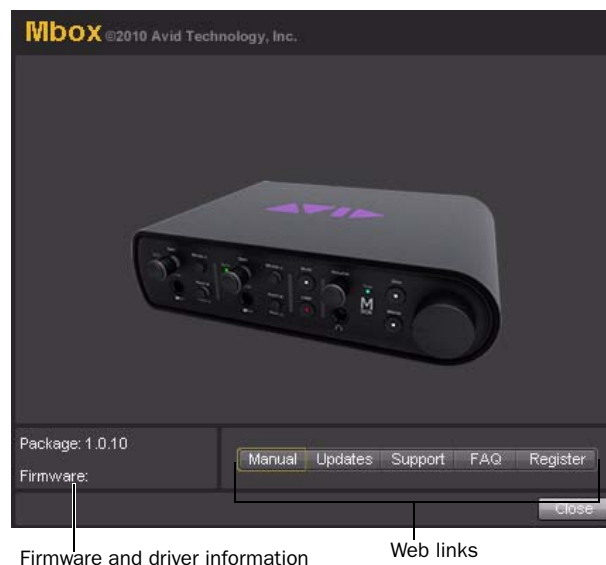 Mbox ©2010 Avid Technology, Inc.
AVID
M
Package: 1.0.10
Firmware:
Manual Updates Support FAQ Register
Close
Firmware and driver information
Web links